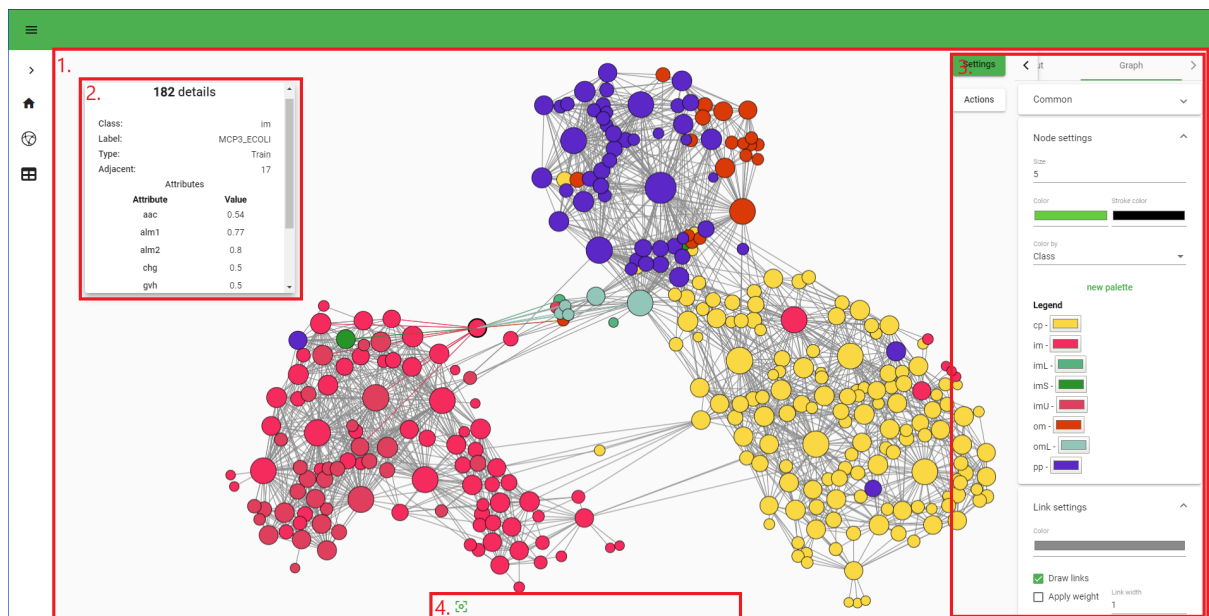 1.
2.
182 details
Class: im
Label: MCP3_ECOLI
Type: Train
Adjacent: 17
Attributes
Attribute Value
aac 0.54
alm1 0.77
alm2 0.8
chg 0.5
gvh 0.5
3.
Settings
Actions
ut
Graph
Common
Node settings
Size
5
Color Stroke color
Color by
Class
new palette
Legend
cp -
im -
imL -
imS -
imU -
om -
omL -
pp -
Link settings
Color
Draw links
Apply weight
Link width
1
4.